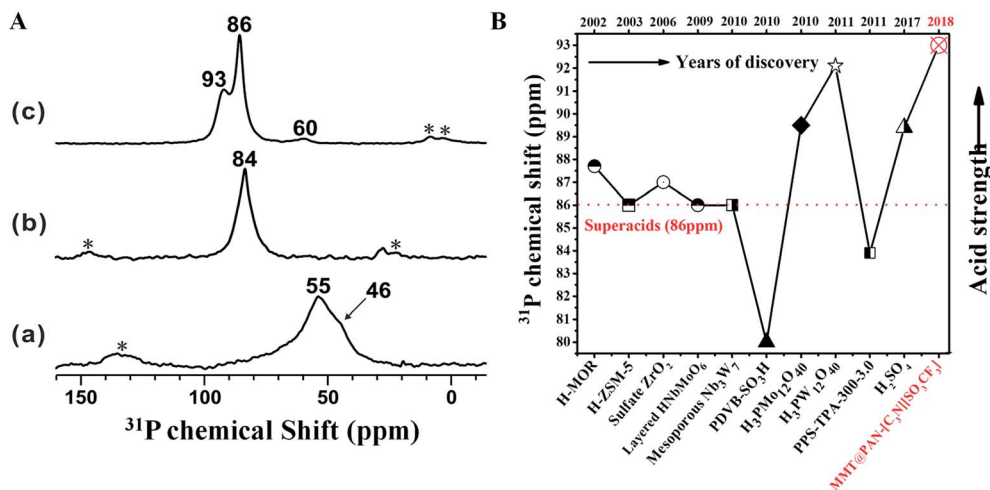 A
86
93
60
* *
(c)
84
*
*
(b)
55
46
*
(a)
150 100 50 0
³¹P chemical Shift (ppm)
B
2002 2003 2006 2009 2010 2010 2010 2011 2011 2017 2018
93
92
91
90
89
88
87
86
85
84
83
82
81
80
³¹P chemical shift (ppm)
Years of discovery
Superacids (86ppm)
Acid strength
H-MOR
H-ZSM-5
Sulfate ZrO₂
Layered HNbMoO₆
Mesoporous Nb₃W₇
PDVB-SO₃H
H₃PMo₁₂O₄0
H₃PW₁₂O₄0
PPS-TPA-300-3.0
H₂SO₄
MMT@PAN-[C₃N][SO₃CF₃]